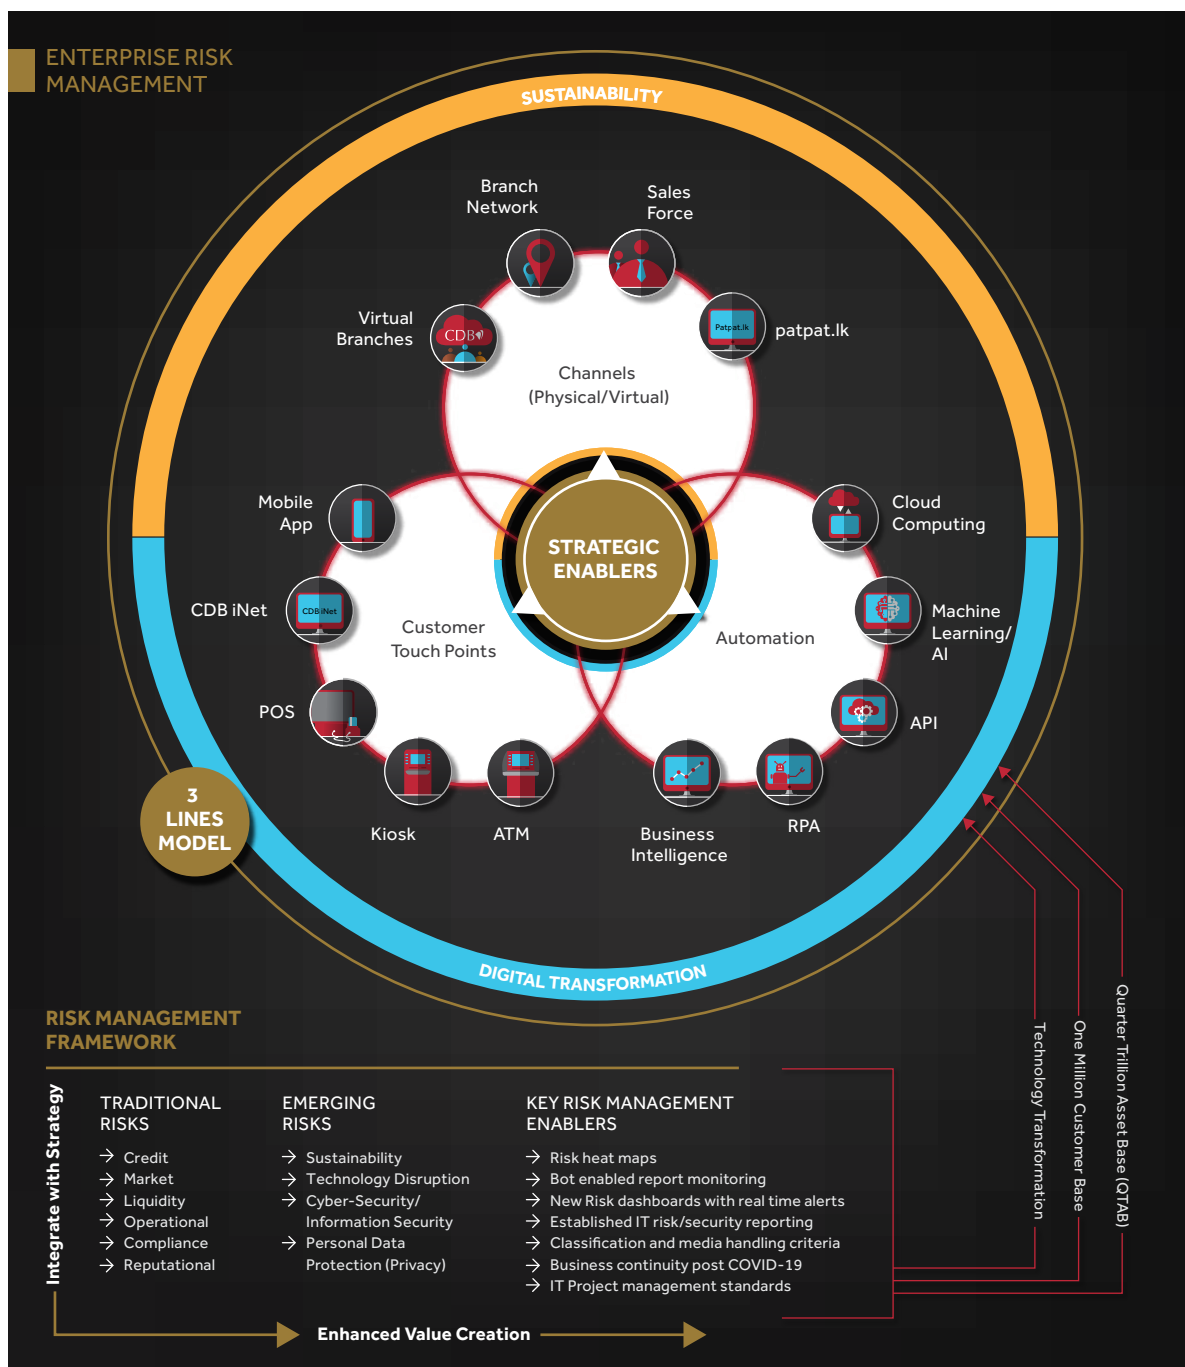 ENTERPRISE RISK
MANAGEMENT
SUSTAINABILITY
Branch
Network
Sales
Force
Virtual
Branches
CDB
Patpat.lk
patpat.lk
Channels
(Physical/Virtual)
Mobile
App
Cloud
Computing
STRATEGIC
ENABLERS
CDB iNet
CDB iNet
Machine
Learning/
AI
Customer
Touch Points
Automation
POS
API
3
LINES
MODEL
Kiosk
ATM
Business
Intelligence
RPA
DIGITAL TRANSFORMATION
Technology Transformation
One Million Customer Base
Quarter Trillion Asset Base (QTAB)
RISK MANAGEMENT
FRAMEWORK
Integrate with Strategy
TRADITIONAL
RISKS
→ Credit
→ Market
→ Liquidity
→ Operational
→ Compliance
→ Reputational
EMERGING
RISKS
→ Sustainability
→ Technology Disruption
→ Cyber-Security/
Information Security
→ Personal Data
Protection (Privacy)
KEY RISK MANAGEMENT
ENABLERS
→ Risk heat maps
→ Bot enabled report monitoring
→ New Risk dashboards with real time alerts
→ Established IT risk/security reporting
→ Classification and media handling criteria
→ Business continuity post COVID-19
→ IT Project management standards
Enhanced Value Creation